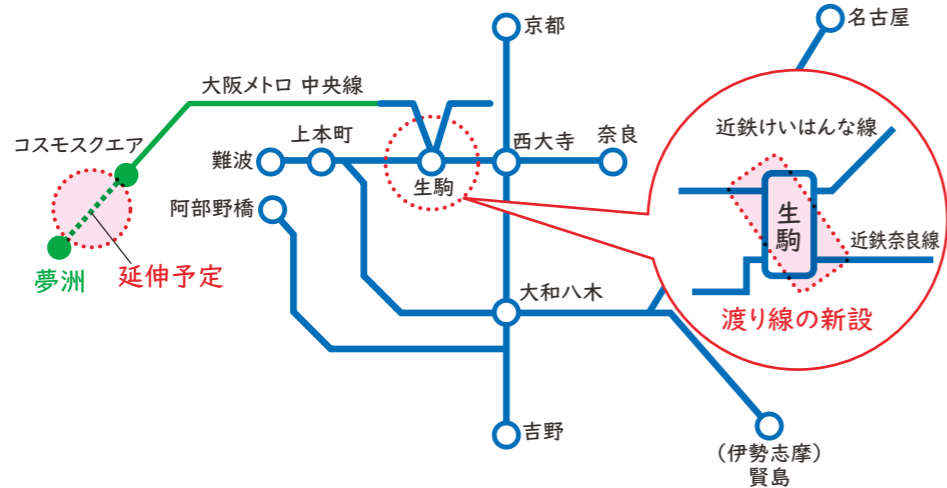 京都
名古屋
大阪メトロ 中央線
コスモスクエア
上本町
西大寺
奈良
近鉄けいはんな線
難波
生駒
阿部野橋
生駒
近鉄奈良線
夢洲
延伸予定
大和八木
渡り線の新設
吉野
(伊勢志摩)
賢島